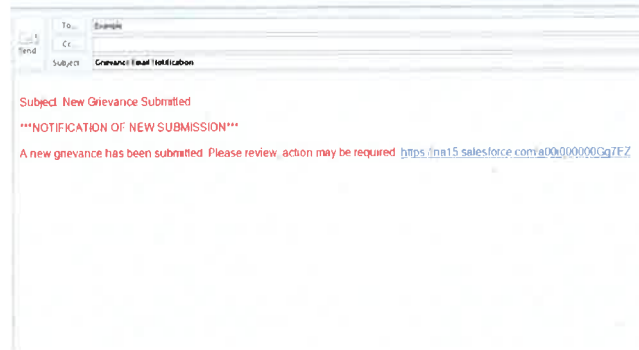 To...
Example
Send
Cc...
Subject
Grievance Email Notification
Subject New Grievance Submitted
***NOTIFICATION OF NEW SUBMISSION***
A new grievance has been submitted Please review, action may be required